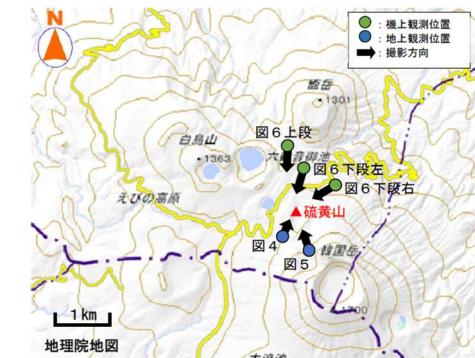 N
：機上観測位置
：地上観測位置
：撮影方向
甑岳
1301
図６上段
白鳥山
六観音御池
1363
図６下段左
図６下段右
えびの高原
硫黄山
図４
図５
韓国岳
1700
1km
地理院地図